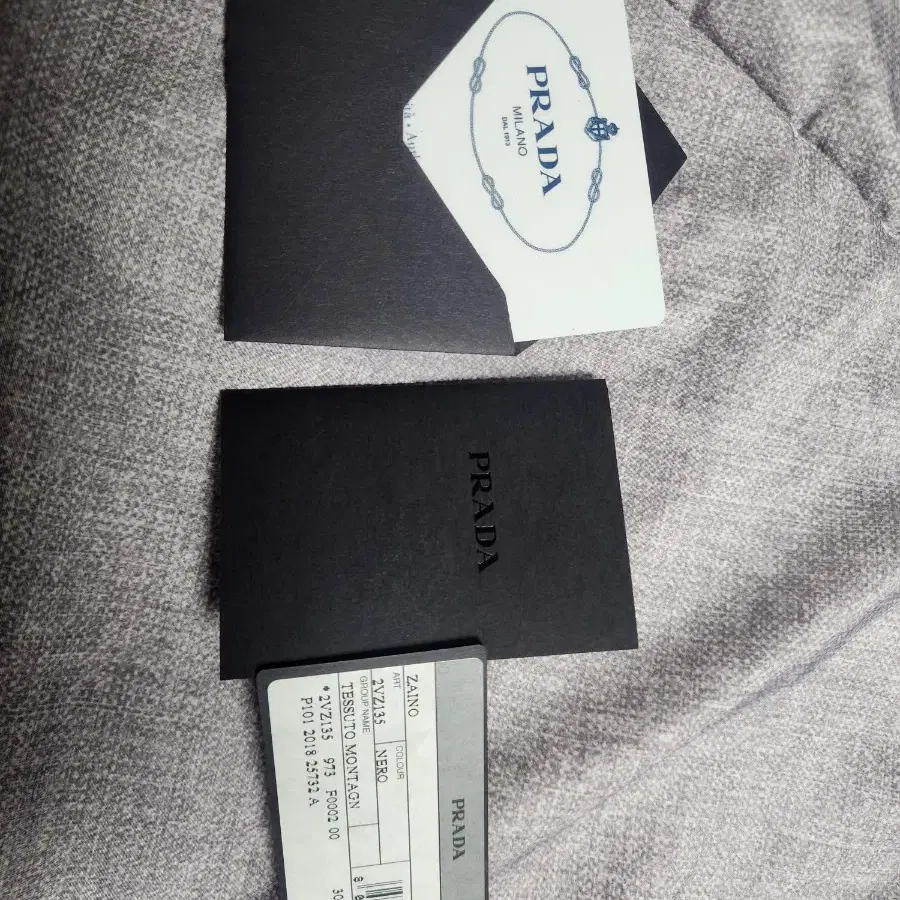 PRADA
MILANO
DAL 1913
PRADA
PRADA
ZAINO
ART. COLOUR
2VZ135 NERO
GROUP NAME
TESSUTO MONTAGN
*2VZ135 973 F0002 00
P101 2018 25732 A
30